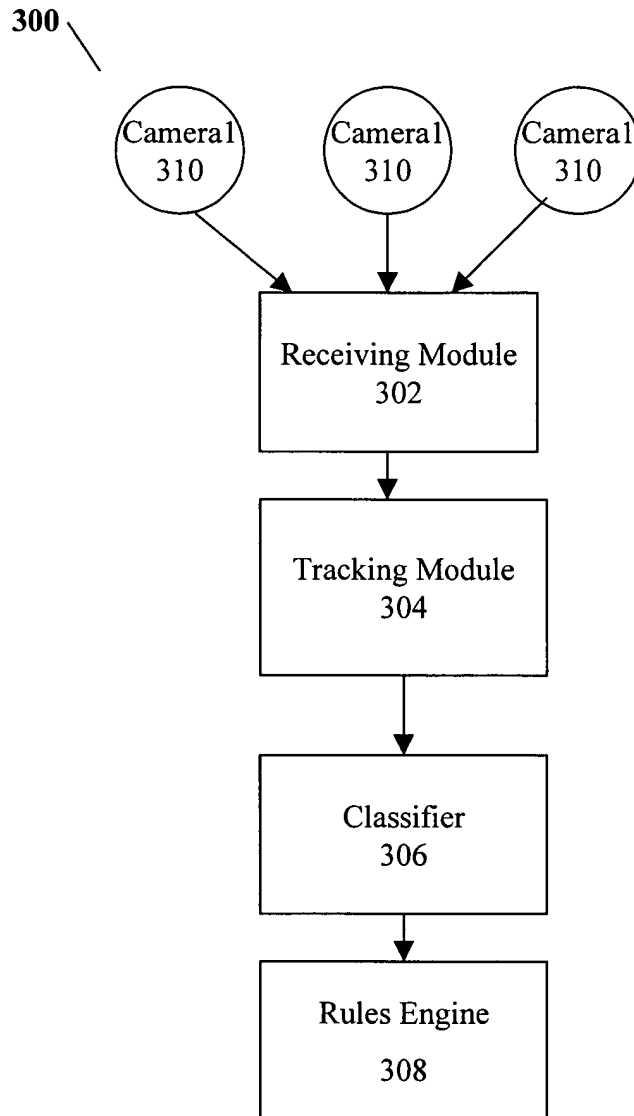 300
Camera1
310
Camera1
310
Camera1
310
Receiving Module
302
Tracking Module
304
Classifier
306
Rules Engine
308